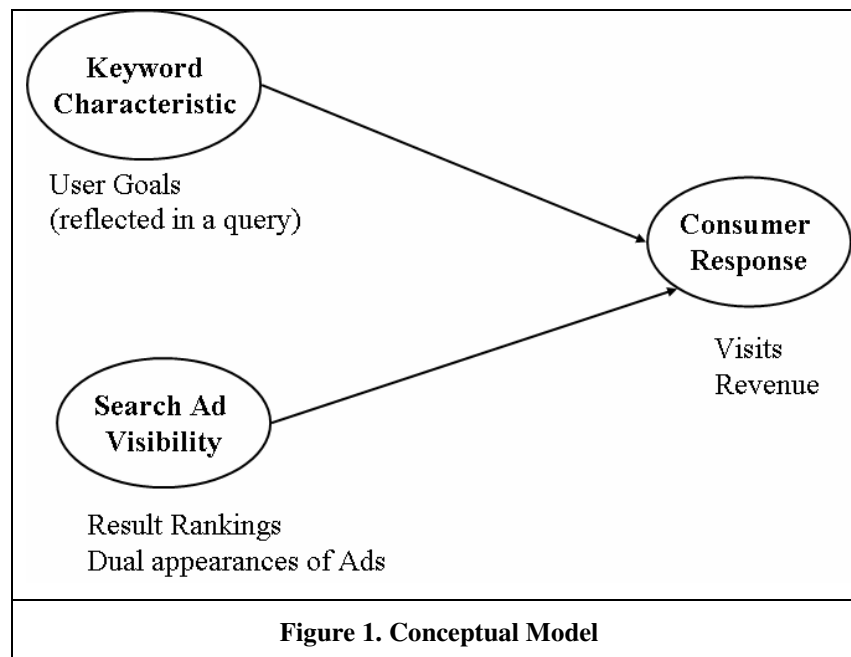 Keyword
Characteristic
User Goals
(reflected in a query)
Consumer
Response
Visits
Revenue
Search Ad
Visibility
Result Rankings
Dual appearances of Ads
Figure 1. Conceptual Model